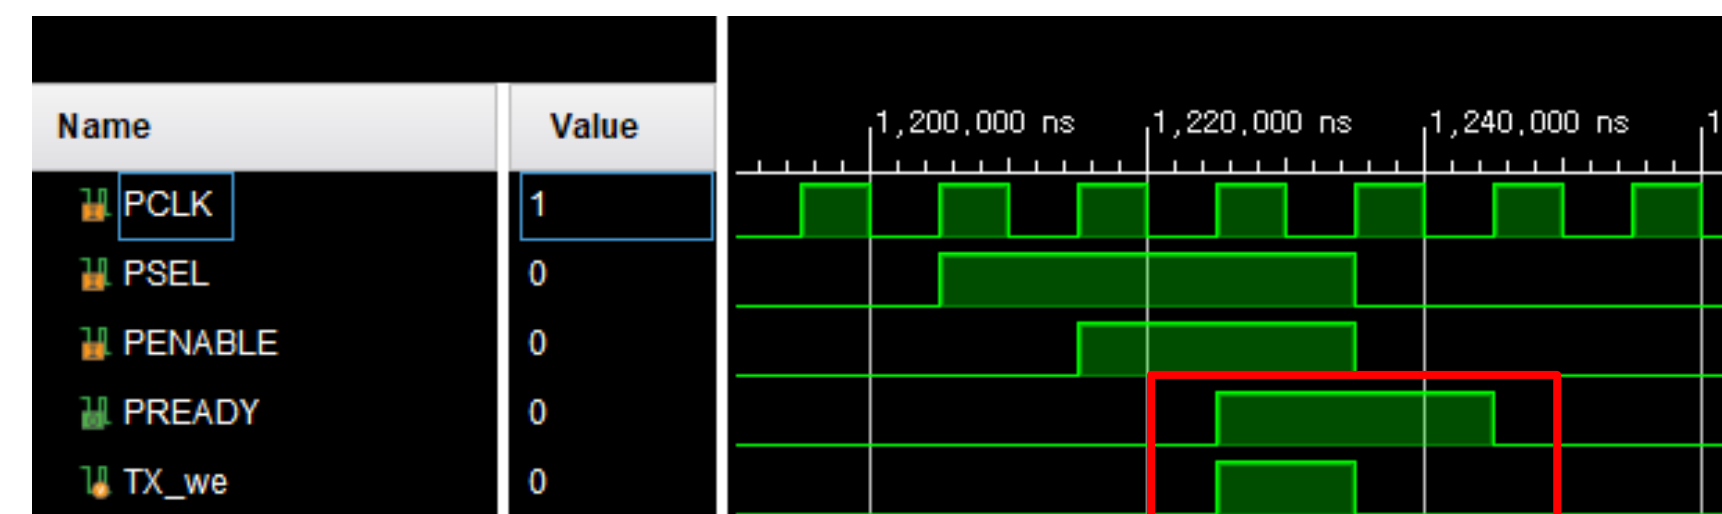 Name Value 1,200,000 ns 1,220,000 ns 1,240,000 ns 1
PCLK 1
PSEL 0
PENABLE 0
PREADY 0
TX_we 0